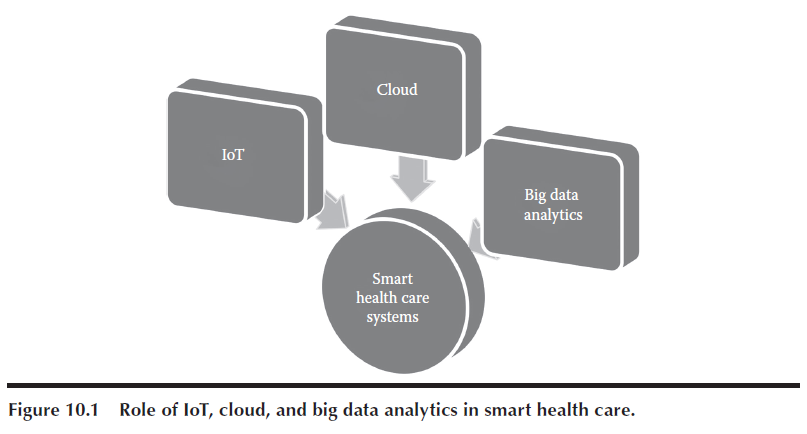 Cloud
IoT
Big data
analytics
Smart
health care
systems
Figure 10.1 Role of IoT, cloud, and big data analytics in smart health care.